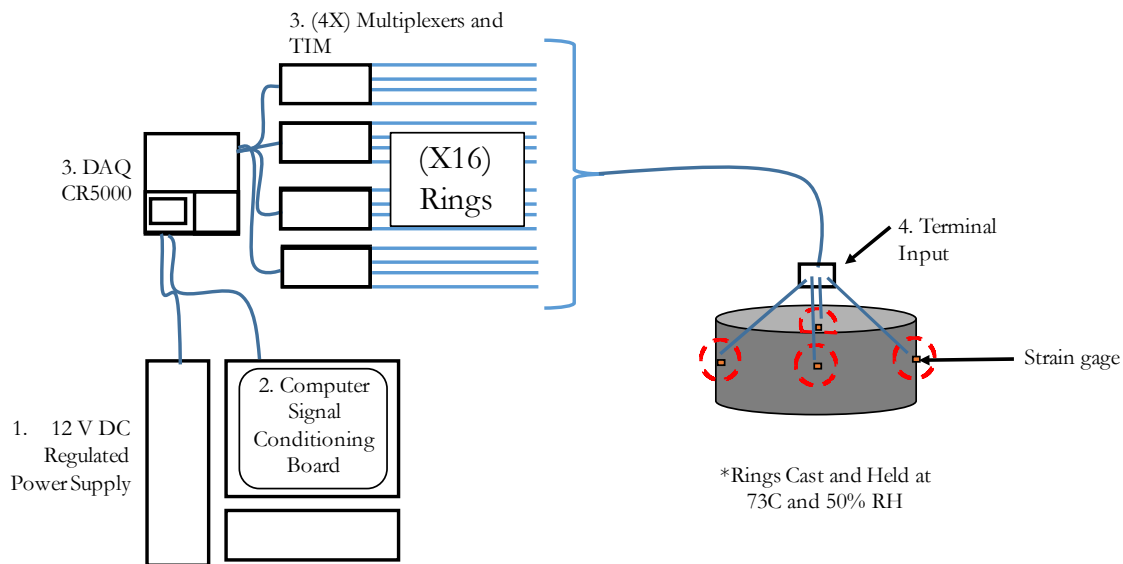 3. (4X) Multiplexers and
TIM
3. DAQ
CR5000
(X16)
Rings
4. Terminal
Input
Strain gage
1. 12 V DC
Regulated
Power Supply
2. Computer
Signal
Conditioning
Board
*Rings Cast and Held at
73C and 50% RH